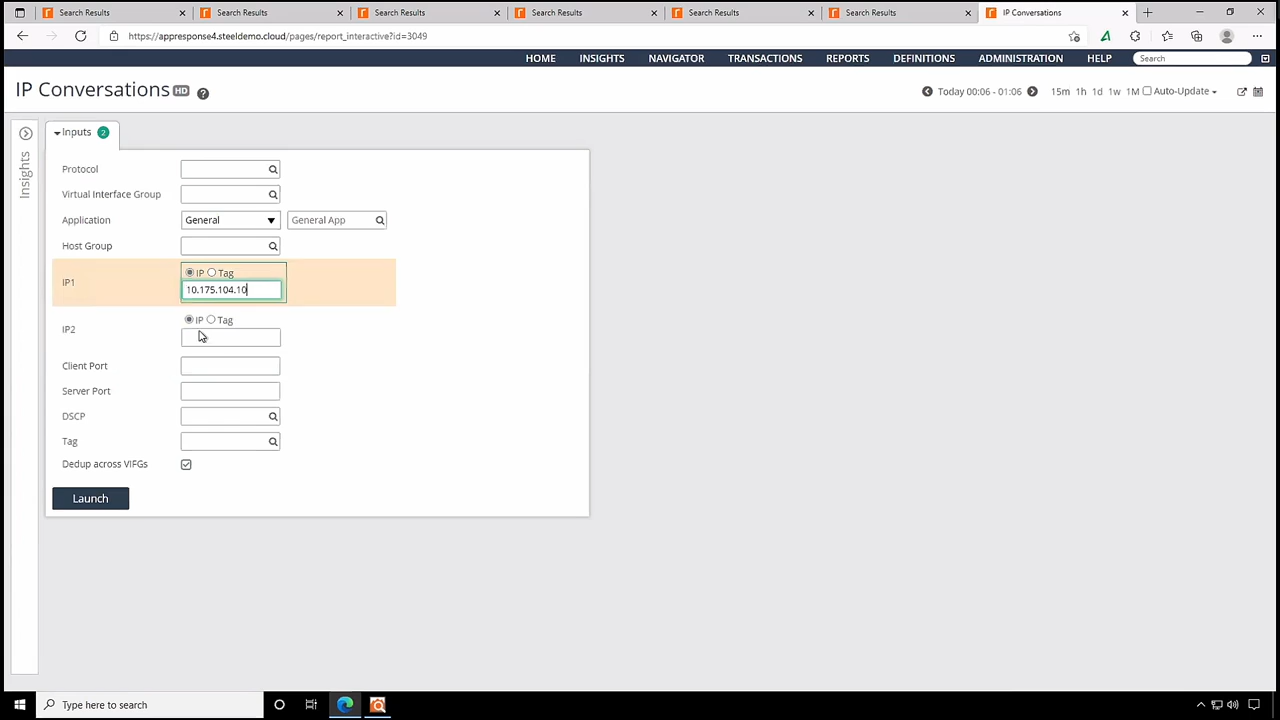 Search Results
Search Results
Search Results
Search Results
Search Results
Search Results
IP Conversations
https://appresponse4.steeldemo.cloud/pages/report_interactive?id=3049
HOME INSIGHTS NAVIGATOR TRANSACTIONS REPORTS DEFINITIONS ADMINISTRATION HELP Search
IP Conversations HD ?
Today 00:06 - 01:06 15m 1h 1d 1w 1M Auto-Update
Insights
Inputs 2
Protocol
Virtual Interface Group
Application General General App
Host Group
IP Tag
IP1
10.175.104.10
IP Tag
IP2
Client Port
Server Port
DSCP
Tag
Dedup across VIFGs
Launch
Type here to search